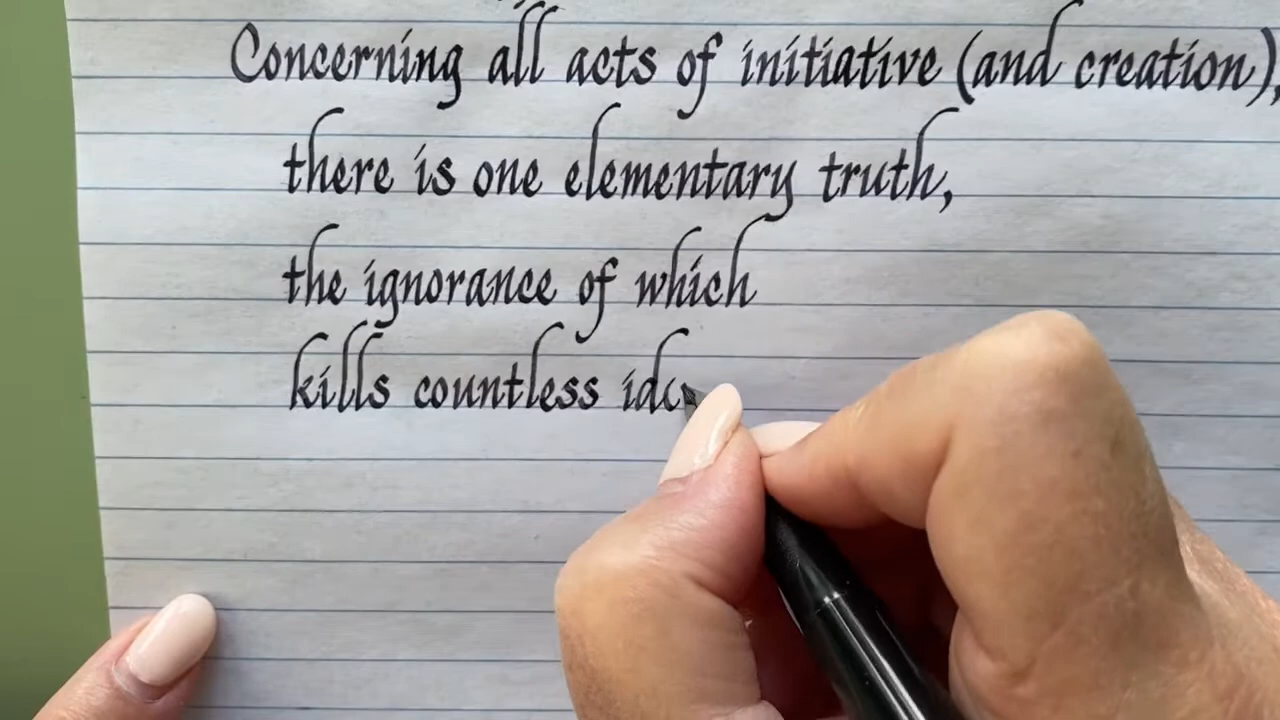 Concerning all acts of initiative (and creation),
there is one elementary truth,
the ignorance of which
kills countless